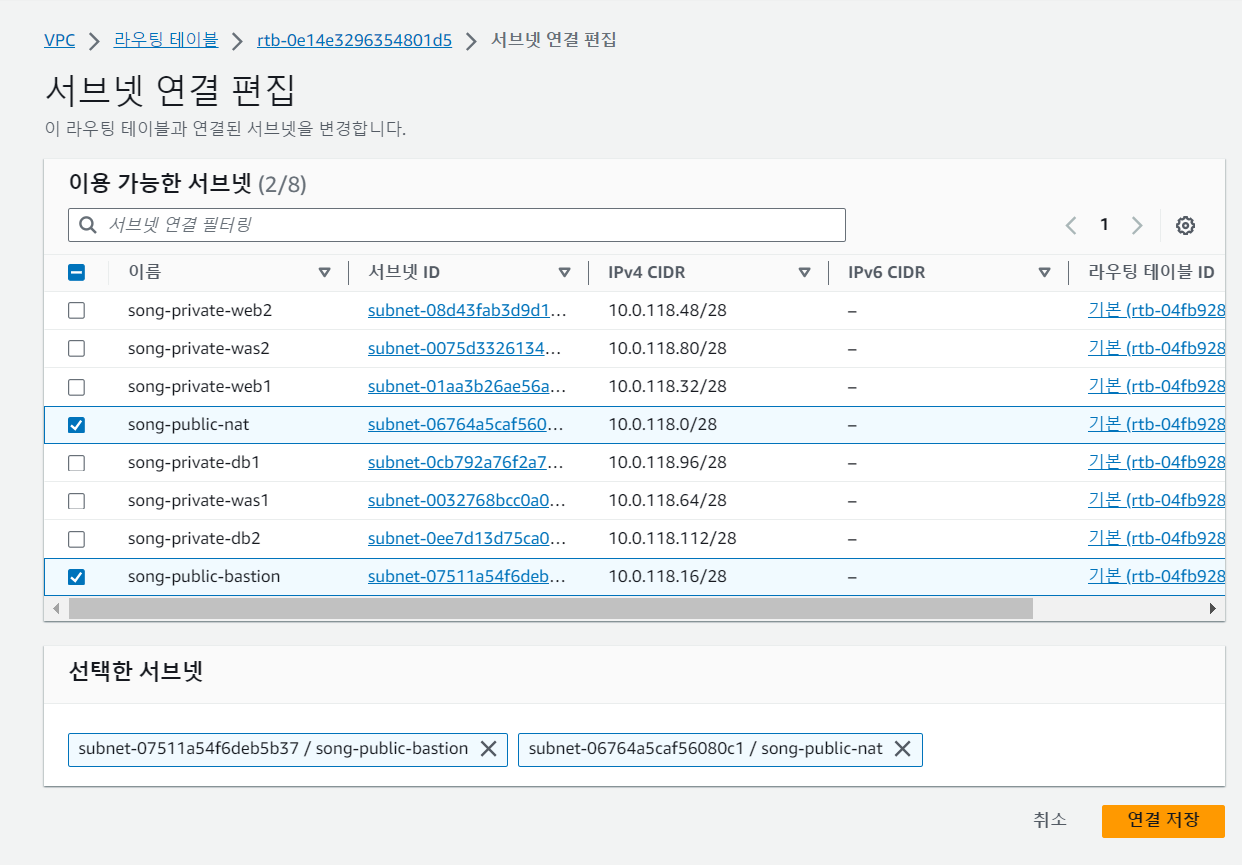 VPC > 라우팅 테이블 > rtb-0e14e3296354801d5 > 서브넷 연결 편집
서브넷 연결 편집
이 라우팅 테이블과 연결된 서브넷을 변경합니다.
이용 가능한 서브넷 (2/8)
서브넷 연결 필터링
1
이름 서브넷 ID IPv4 CIDR IPv6 CIDR 라우팅 테이블 ID
song-private-web2 subnet-08d43fab3d9d1... 10.0.118.48/28 – 기본 (rtb-04fb928
song-private-was2 subnet-0075d3326134... 10.0.118.80/28 – 기본 (rtb-04fb928
song-private-web1 subnet-01aa3b26ae56a... 10.0.118.32/28 – 기본 (rtb-04fb928
song-public-nat subnet-06764a5caf560... 10.0.118.0/28 – 기본 (rtb-04fb928
song-private-db1 subnet-0cb792a76f2a7... 10.0.118.96/28 – 기본 (rtb-04fb928
song-private-was1 subnet-0032768bcc0a0... 10.0.118.64/28 – 기본 (rtb-04fb928
song-private-db2 subnet-0ee7d13d75ca0... 10.0.118.112/28 – 기본 (rtb-04fb928
song-public-bastion subnet-07511a54f6deb... 10.0.118.16/28 – 기본 (rtb-04fb928
선택한 서브넷
subnet-07511a54f6deb5b37 / song-public-bastion subnet-06764a5caf56080c1 / song-public-nat
취소 연결 저장